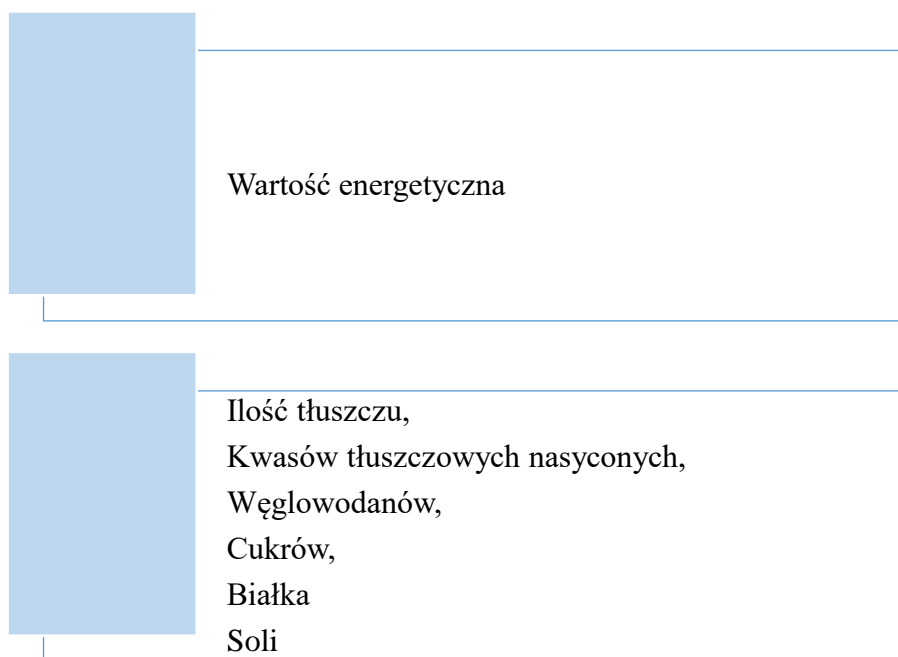 Wartość energetyczna
Ilość tłuszczu,
Kwasów tłuszczowych nasyconych,
Węglowodanów,
Cukrów,
Białka
Soli